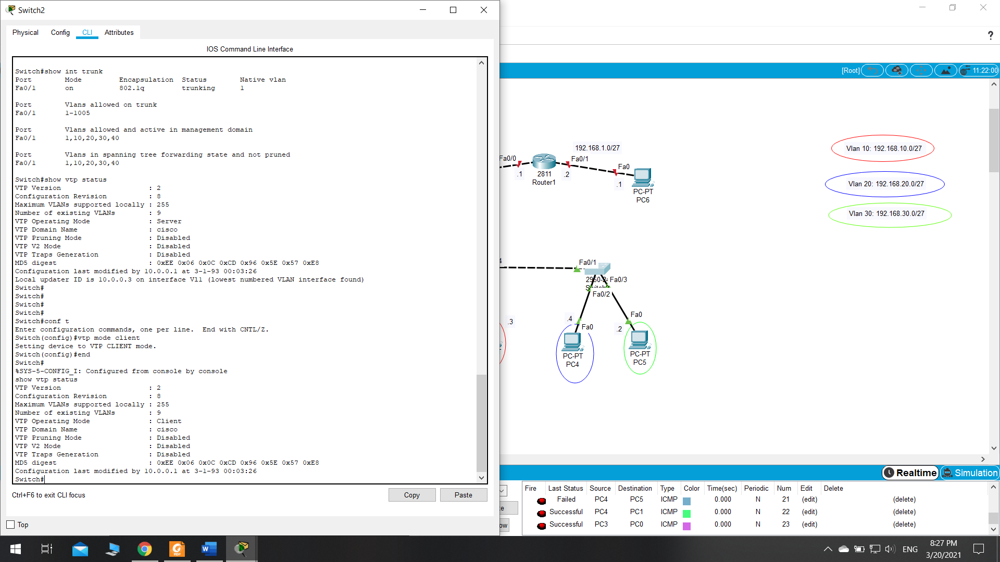 Switch2
Physical Config CLI Attributes
IOS Command Line Interface
Switch#show int trunk
Port Mode Encapsulation Status Native vlan
Fa0/1 on 802.1q trunking 1
Port Vlans allowed on trunk
Fa0/1 1-1005
Port Vlans allowed and active in management domain
Fa0/1 1,10,20,30,40
Port Vlans in spanning tree forwarding state and not pruned
Fa0/1 1,10,20,30,40
Switch#show vtp status
VTP Version : 2
Configuration Revision : 8
Maximum VLANs supported locally : 255
Number of existing VLANs : 9
VTP Operating Mode : Server
VTP Domain Name : cisco
VTP Pruning Mode : Disabled
VTP V2 Mode : Disabled
VTP Traps Generation : Disabled
MD5 digest : 0xEE 0x06 0x0C 0xCD 0x96 0x5E 0x57 0xE8
Configuration last modified by 10.0.0.1 at 3-1-93 00:03:26
Local updater ID is 10.0.0.3 on interface Vl1 (lowest numbered VLAN interface found)
Switch#
Switch#
Switch#
Switch#
Switch#conf t
Enter configuration commands, one per line. End with CNTL/Z.
Switch(config)#vtp mode client
Setting device to VTP CLIENT mode.
Switch(config)#end
Switch#
%SYS-5-CONFIG_I: Configured from console by console
show vtp status
VTP Version : 2
Configuration Revision : 8
Maximum VLANs supported locally : 255
Number of existing VLANs : 9
VTP Operating Mode : Client
VTP Domain Name : cisco
VTP Pruning Mode : Disabled
VTP V2 Mode : Disabled
VTP Traps Generation : Disabled
MD5 digest : 0xEE 0x06 0x0C 0xCD 0x96 0x5E 0x57 0xE8
Configuration last modified by 10.0.0.1 at 3-1-93 00:03:26
Switch#
Ctrl+F6 to exit CLI focus
Copy Paste
Top
?
[Root] 11:22:00
192.168.1.0/27
Fa0/0 Fa0/1
Fa0
.1 2811 .2
Router1 .1
PC-PT
PC6
Vlan 10: 192.168.10.0/27
Vlan 20: 192.168.20.0/27
Vlan 30: 192.168.30.0/27
4 Fa0/1
Fa0/3
Fa0/2
.3 .4 Fa0
Fa0 .2
PC-PT
PC4
PC-PT
PC5
Realtime Simulation
Fire Last Status Source Destination Type Color Time(sec) Periodic Num Edit Delete
Failed PC4 PC5 ICMP 0.000 N 21 (edit) (delete)
Successful PC4 PC1 ICMP 0.000 N 22 (edit) (delete)
Successful PC3 PC0 ICMP 0.000 N 23 (edit) (delete)
PDF
W
ENG
8:27 PM
3/20/2021